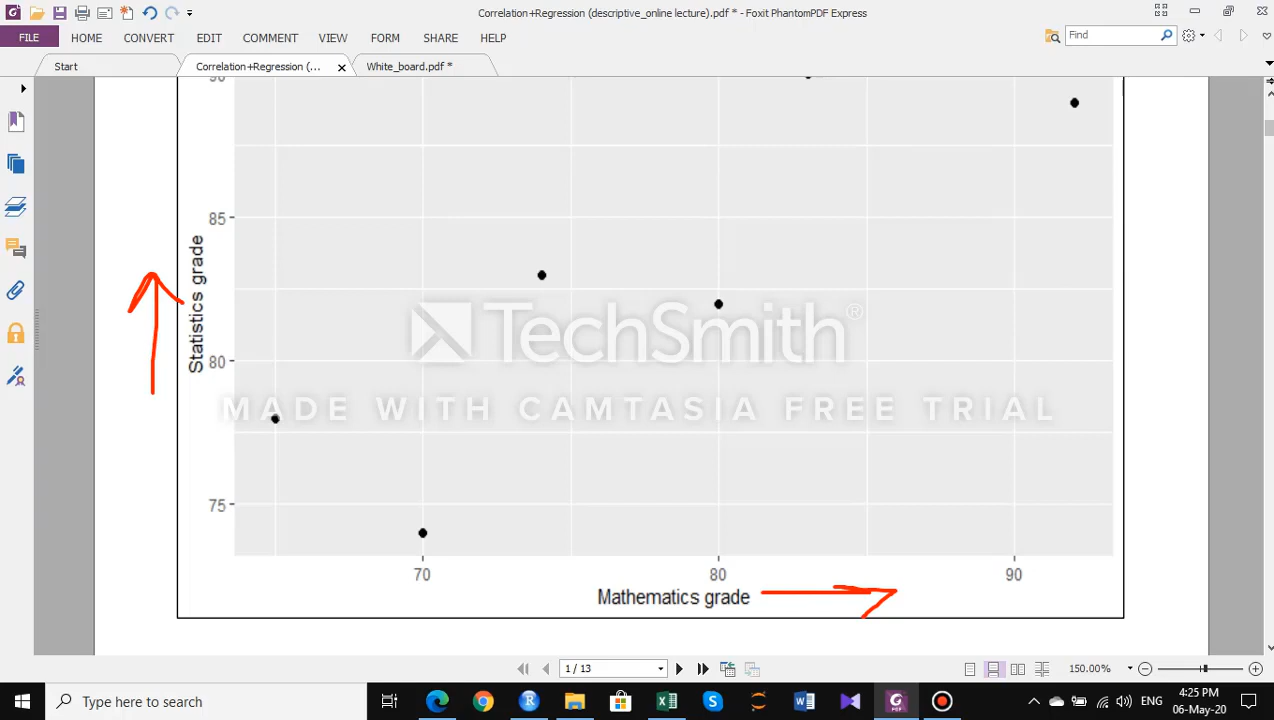 Correlation+Regression (descriptive_online lecture).pdf * - Foxit PhantomPDF Express
FILE HOME CONVERT EDIT COMMENT VIEW FORM SHARE HELP
Find
Start
Correlation+Regression (...
White_board.pdf *
90
85
80
75
Statistics grade
TechSmith®
MADE WITH CAMTASIA FREE TRIAL
70 80 90
Mathematics grade
1 / 13
150.00%
Type here to search
ENG
4:25 PM
06-May-20